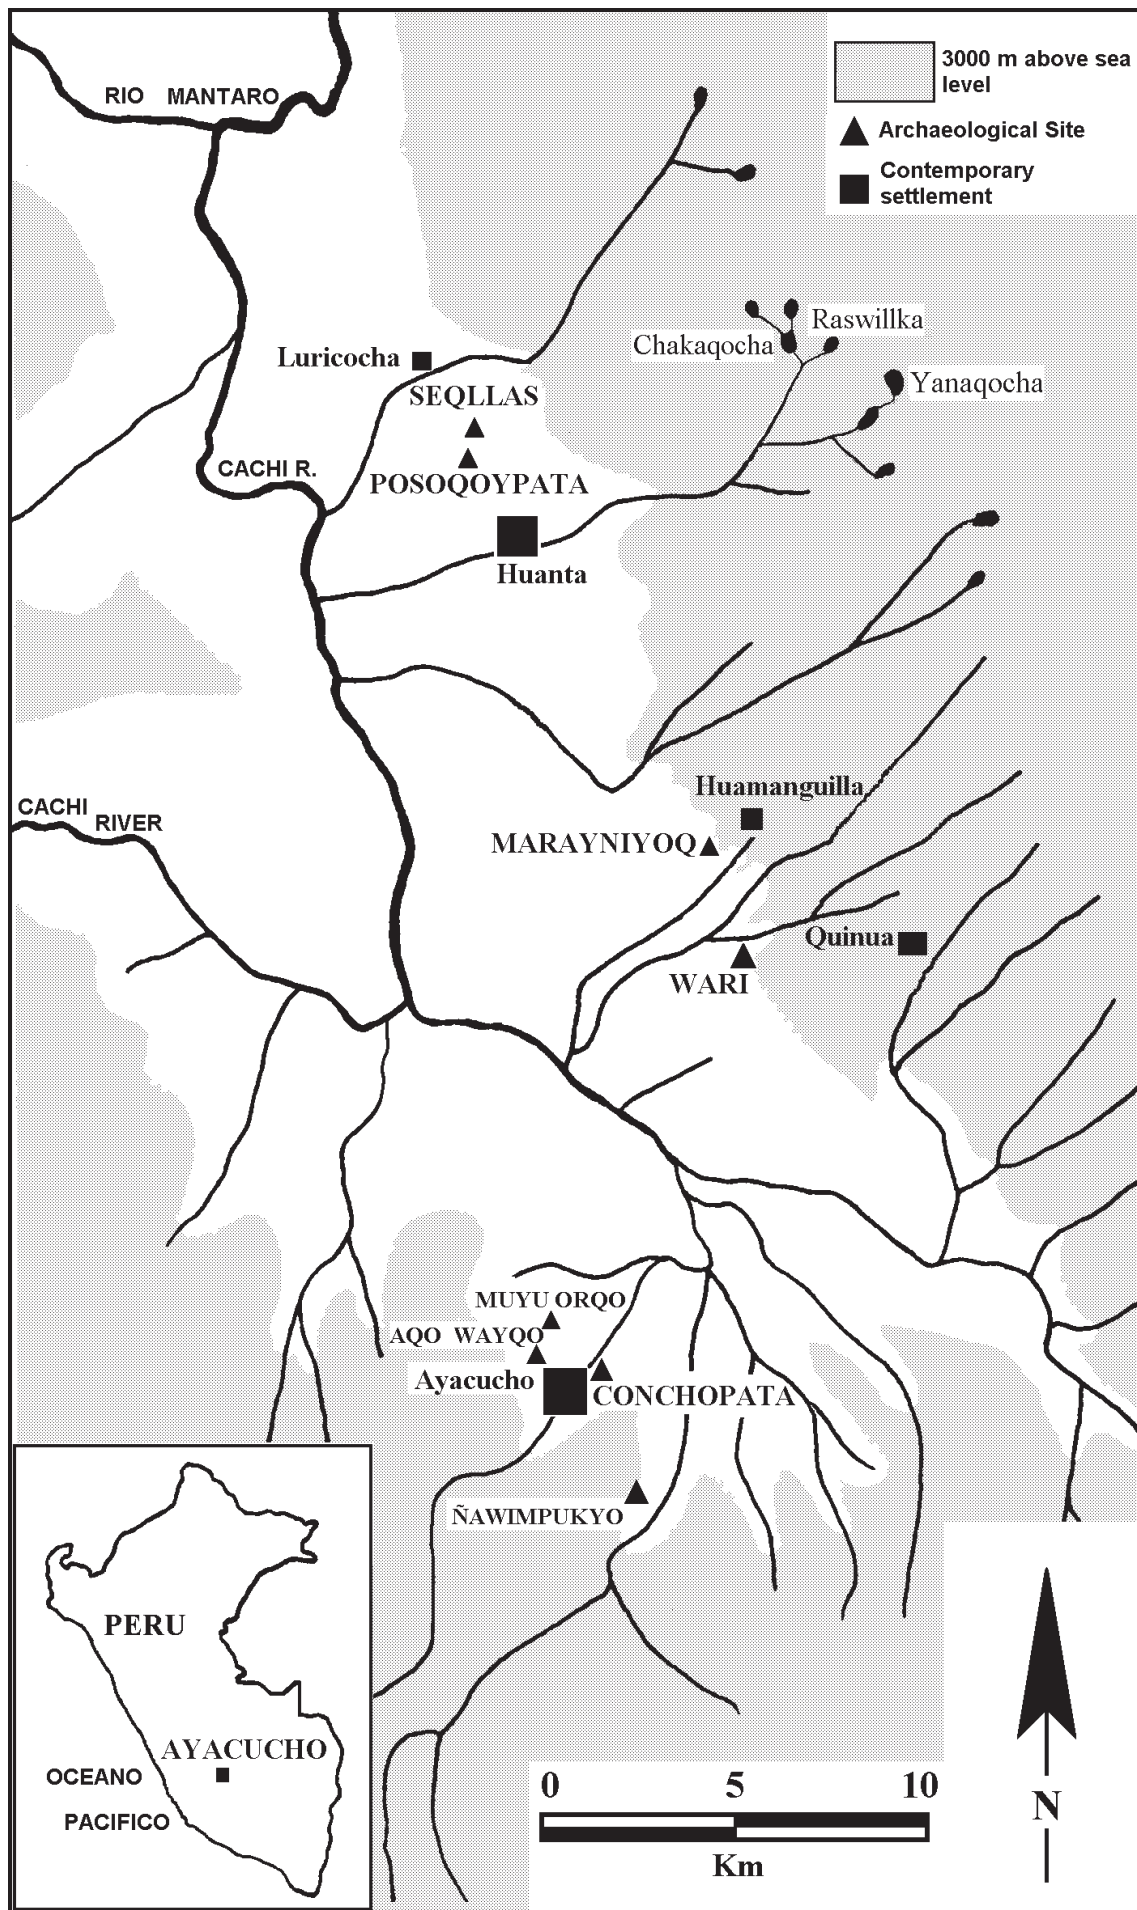 3000 m above sea
level
RIO MANTARO
Archaeological Site
Contemporary
settlement
Raswillka
Chakaqocha
Luricocha
Yanaqocha
SEQLLAS
CACHI R.
POSOQOYPATA
Huanta
Huamanguilla
CACHI
RIVER
MARAYNIYOQ
Quinua
WARI
MUYU ORQO
AQO WAYQO
Ayacucho
CONCHOPATA
ÑAWIMPUKYO
PERU
AYACUCHO
OCEANO
PACIFICO
0 5 10
Km
N